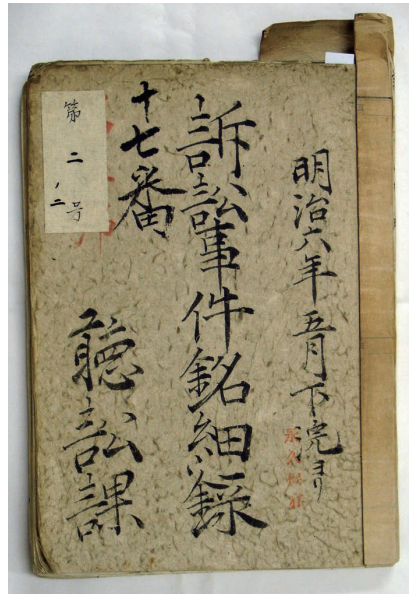 明治六年五月下浣ヨリ
訴訟事件銘細録
十七番
聴訟課
第二ノ二号